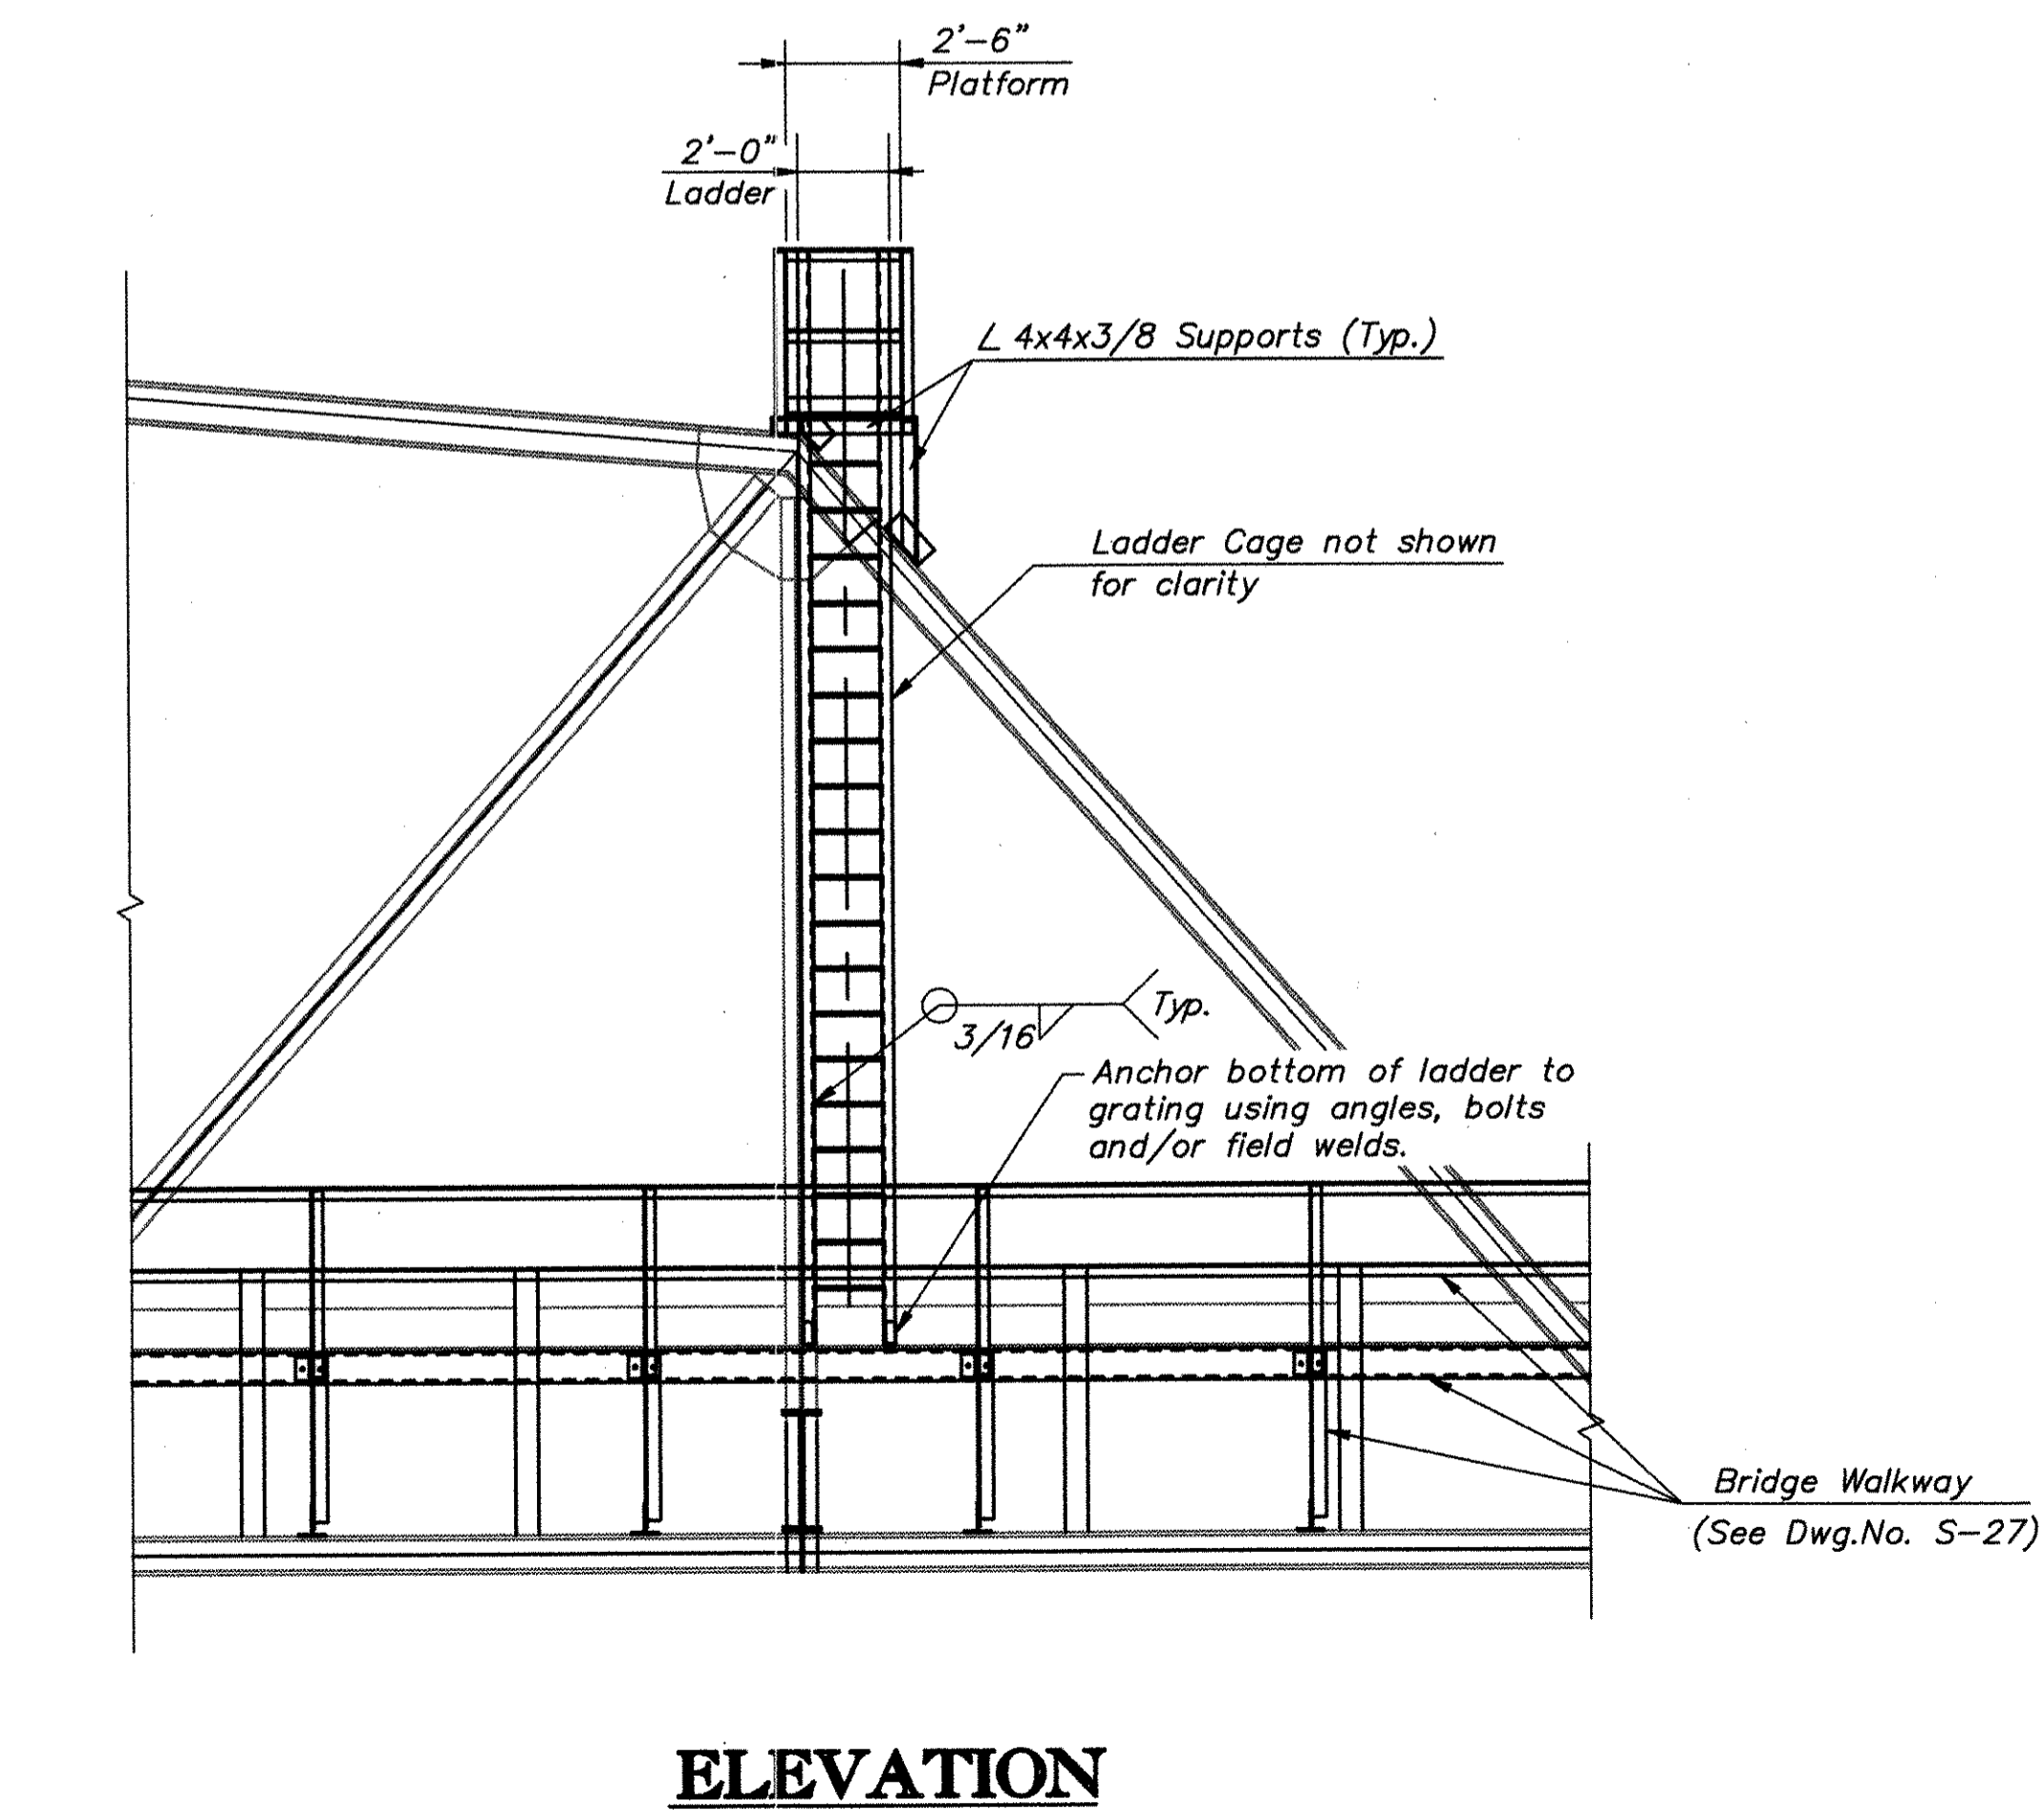 2'-6"
Platform
2'-0"
Ladder
L 4x4x3/8 Supports (Typ.)
Ladder Cage not shown
for clarity
Typ.
3/16
Anchor bottom of ladder to
grating using angles, bolts
and/or field welds.
Bridge Walkway
(See Dwg.No. S-27)
ELEVATION